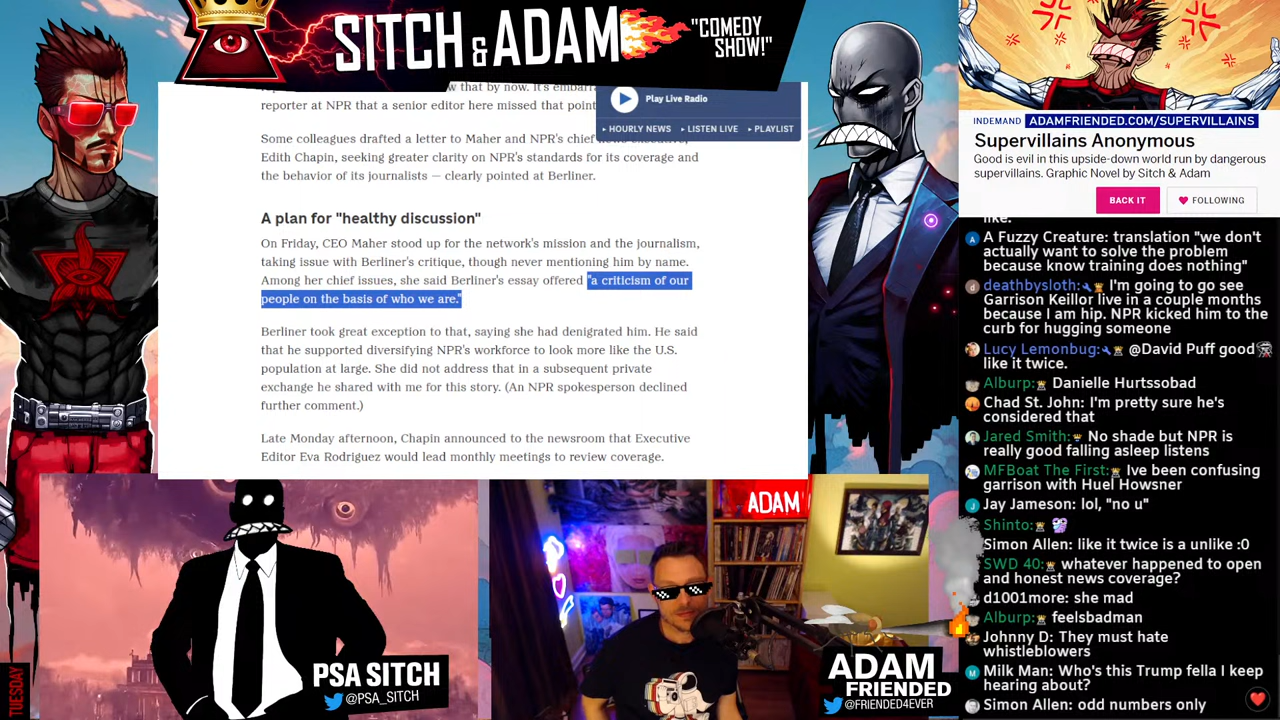 SITCH & ADAM
"COMEDY
SHOW!"
that by now. It's
reporter at NPR that a senior editor here missed that
Some colleagues drafted a letter to Maher and NPR's chief
Edith Chapin, seeking greater clarity on NPR's standards for its coverage and
the behavior of its journalists — clearly pointed at Berliner.
Play Live Radio
HOURLY NEWS
LISTEN LIVE
PLAYLIST
A plan for "healthy discussion"
On Friday, CEO Maher stood up for the network's mission and the journalism,
taking issue with Berliner's critique, though never mentioning him by name.
Among her chief issues, she said Berliner's essay offered "a criticism of our
people on the basis of who we are."
Berliner took great exception to that, saying she had denigrated him. He said
that he supported diversifying NPR's workforce to look more like the U.S.
population at large. She did not address that in a subsequent private
exchange he shared with me for this story. (An NPR spokesperson declined
further comment.)
Late Monday afternoon, Chapin announced to the newsroom that Executive
Editor Eva Rodriguez would lead monthly meetings to review coverage.
INDEMAND
ADAMFRIENDED.COM/SUPERVILLAINS
Supervillains Anonymous
Good is evil in this upside-down world run by dangerous
supervillains. Graphic Novel by Sitch & Adam
BACK IT
FOLLOWING
like.
A Fuzzy Creature: translation "we don't
actually want to solve the problem
because know training does nothing"
deathbysloth: I'm going to go see
Garrison Keillor live in a couple months
because I am hip. NPR kicked him to the
curb for hugging someone
Lucy Lemonbug: @David Puff good
like it twice.
Alburp: Danielle Hurtssobad
Chad St. John: I'm pretty sure he's
considered that
Jared Smith: No shade but NPR is
really good falling asleep listens
MFBoat The First: Ive been confusing
garrison with Huel Howsner
Jay Jameson: lol, "no u"
Shinto:
Simon Allen: like it twice is a unlike :0
SWD 40: whatever happened to open
and honest news coverage?
d1001more: she mad
Alburp: feelsbadman
Johnny D: They must hate
whistleblowers
Milk Man: Who's this Trump fella I keep
hearing about?
Simon Allen: odd numbers only
TUESDAY
PSA SITCH
@PSA_SITCH
ADAM
ADAM
FRIENDED
@FRIENDED4EVER